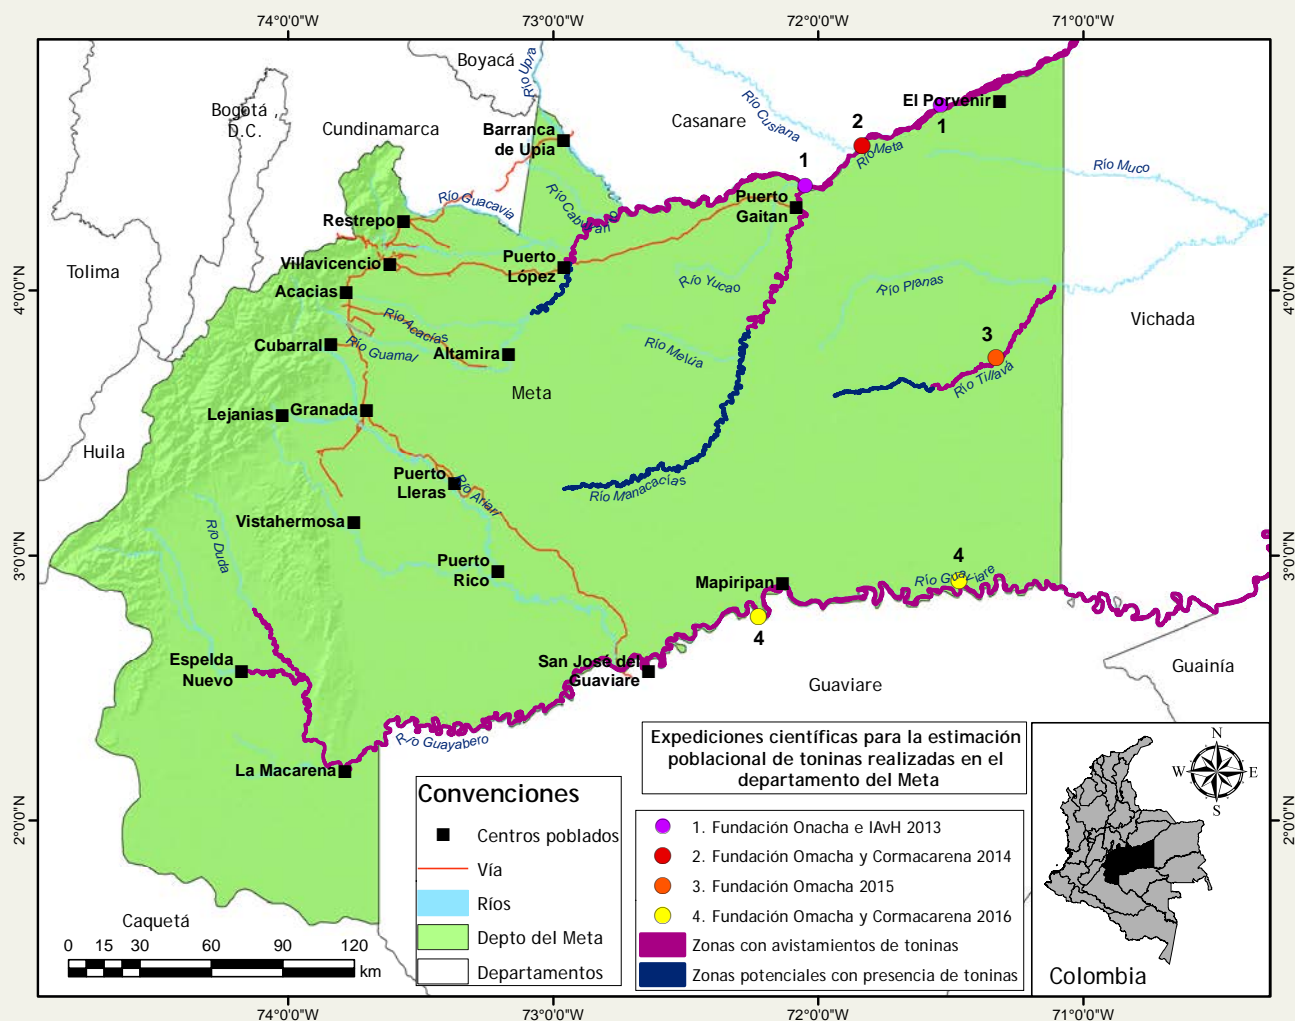 74°0'0"W
73°0'0"W
72°0'0"W
71°0'0"W
Boyacá
Río Upia
Bogotá
D.C.
Cundinamarca
Barranca
de Upia
Casanare
Río Cusiana
El Porvenir
2
1
Río Meta
1
Río Muco
Río Guacavia
Puerto
Gaitan
Restrepo
Villavicencio
Puerto
López
Tolima
Acacias
4°0'0"N
4°0'0"N
Río Yucao
Río Planas
Vichada
Río Acacías
Cubarral
Río Guamal
Altamira
Río Melúa
3
Río Tillavá
Meta
Lejanias
Granada
Huila
Puerto
Lleras
Río Ariari
Río Manacacías
Vistahermosa
Río Duda
3°0'0"N
3°0'0"N
Puerto
Rico
Mapiripan
4
Río Guaviare
4
Espelda
Nuevo
San José del
Guaviare
Guaviare
Guainía
Río Guayabero
La Macarena
2°0'0"N
2°0'0"N
Caquetá
0 15 30 60 90 120
km
Convenciones
Centros poblados
Vía
Ríos
Depto del Meta
Departamentos
Expediciones científicas para la estimación
poblacional de toninas realizadas en el
departamento del Meta
1. Fundación Onacha e IAvH 2013
2. Fundación Omacha y Cormacarena 2014
3. Fundación Omacha 2015
4. Fundación Omacha y Cormacarena 2016
Zonas con avistamientos de toninas
Zonas potenciales con presencia de toninas
N
W
E
S
Colombia
74°0'0"W
73°0'0"W
72°0'0"W
71°0'0"W